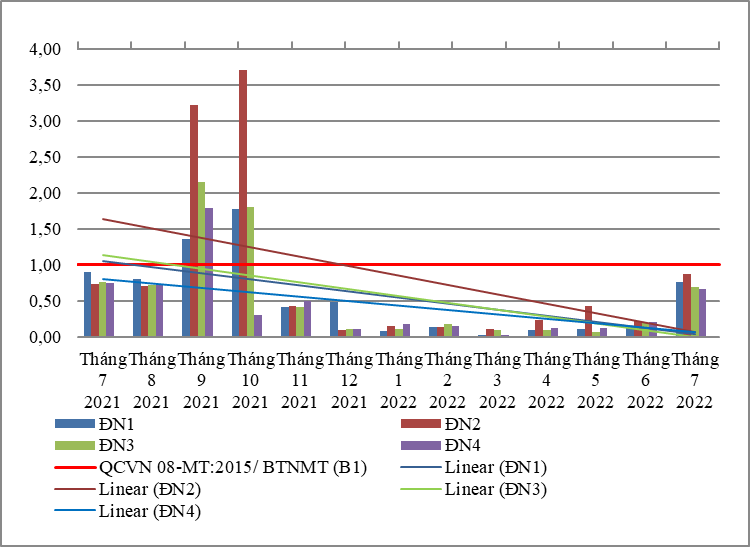 4,00
3,50
3,00
2,50
2,00
1,50
1,00
0,50
0,00
Tháng Tháng Tháng Tháng Tháng Tháng Tháng Tháng Tháng Tháng Tháng Tháng Tháng
7 8 9 10 11 12 1 2 3 4 5 6 7
2021 2021 2021 2021 2021 2021 2022 2022 2022 2022 2022 2022 2022
ĐN1 ĐN2
ĐN3 ĐN4
QCVN 08-MT:2015/ BTNMT (B1) Linear (ĐN1)
Linear (ĐN2) Linear (ĐN3)
Linear (ĐN4)